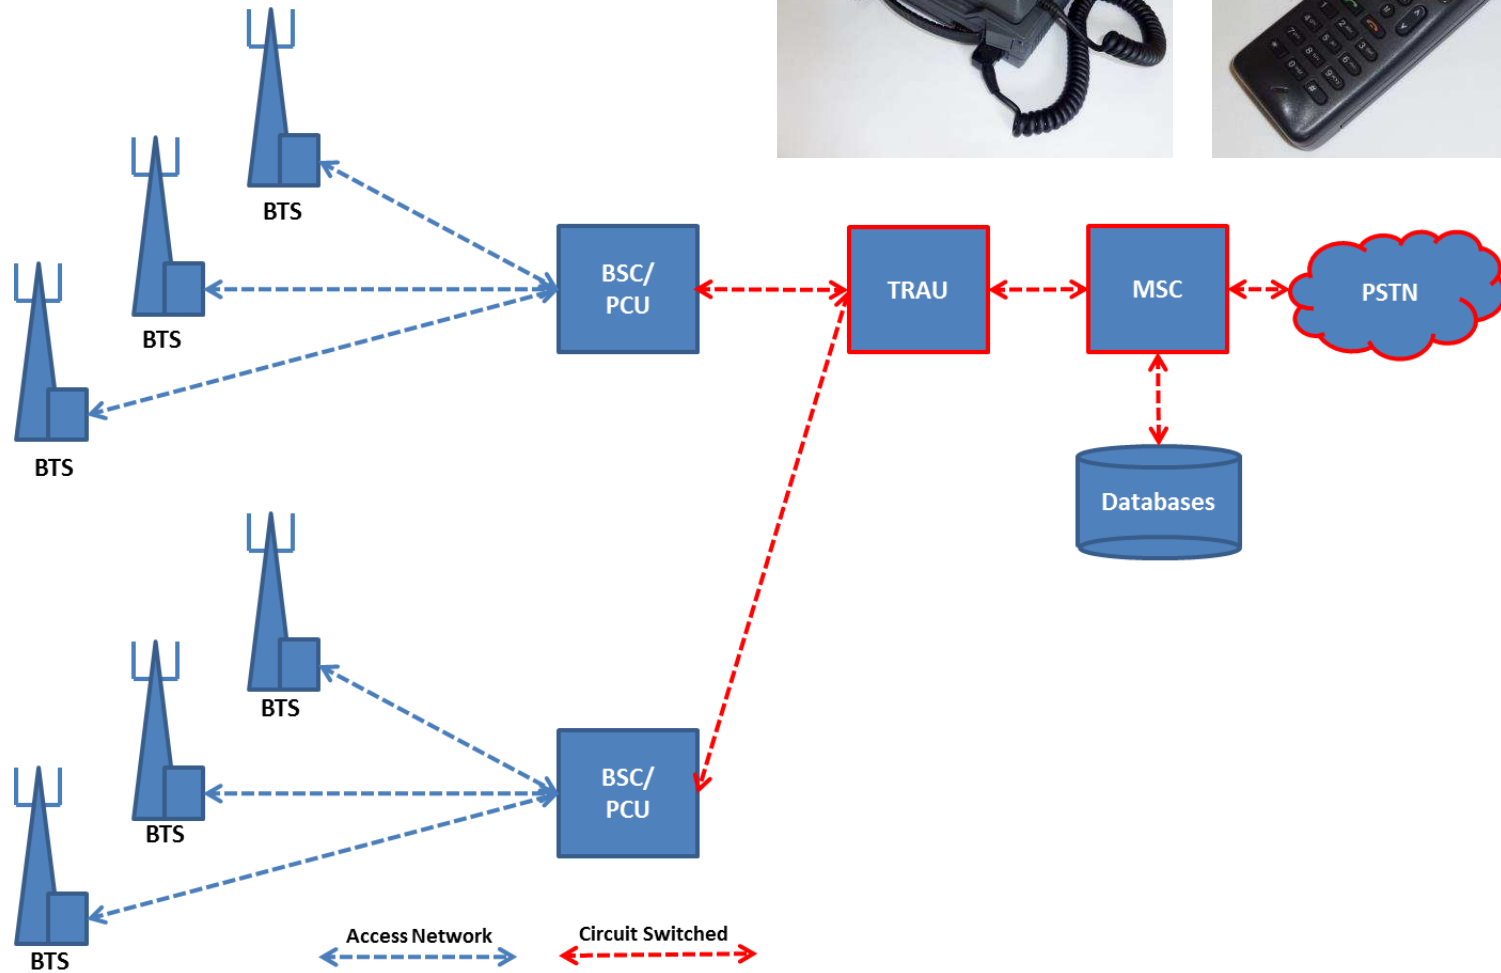 BTS
BTS
BTS
BSC/
PCU
TRAU
MSC
PSTN
Databases
BTS
BTS
BTS
BSC/
PCU
Access Network
Circuit Switched